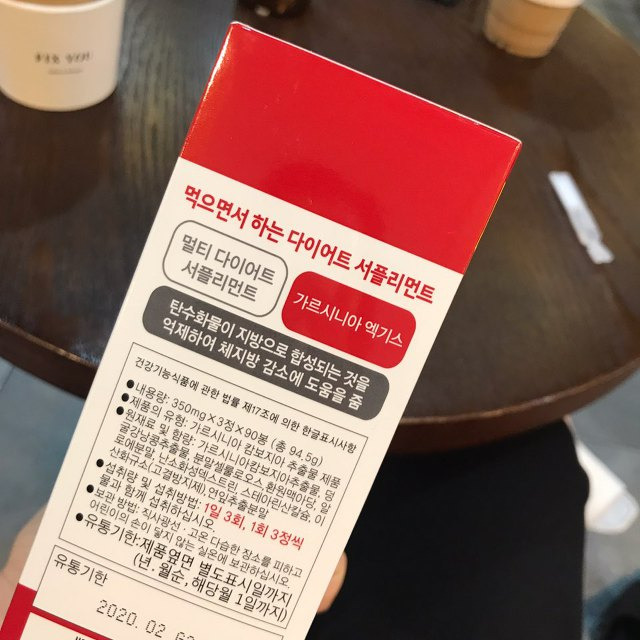 FIX YOU
먹으면서 하는 다이어트 서플리먼트
멀티 다이어트
서플리먼트
가르시니아 엑기스
탄수화물이 지방으로 합성되는 것을
억제하여 체지방 감소에 도움을 줌
건강기능식품에 관한 법률 제17조에 의한 한글표시사항
●내용량: 350mg×3정×90봉 (총 94.5g)
●제품의 유형: 가르시니아 캄보지아 추출물 제품
●원재료 및 함량: 가르시니아캄보지아추출물, 덩
굴강낭콩추출물, 분말셀룰로오스, 환원맥아당, 알
로에분말, 난소화성덱스트린, 스테아린산칼슘, 이
산화규소(고결방지제), 연입추출분말
●섭취량 및 섭취방법: 1일 3회, 1회 3정씩
물과 함께 섭취하십시오.
●보관 방법: 직사광선, 고온 다습한 장소를 피하고
어린이의 손이 닿지 않는 실온에 보관하십시오.
●유통기한:제품옆면 별도표시일까지
(년. 월순, 해당월 1일까지)
유통기한
2020. 02